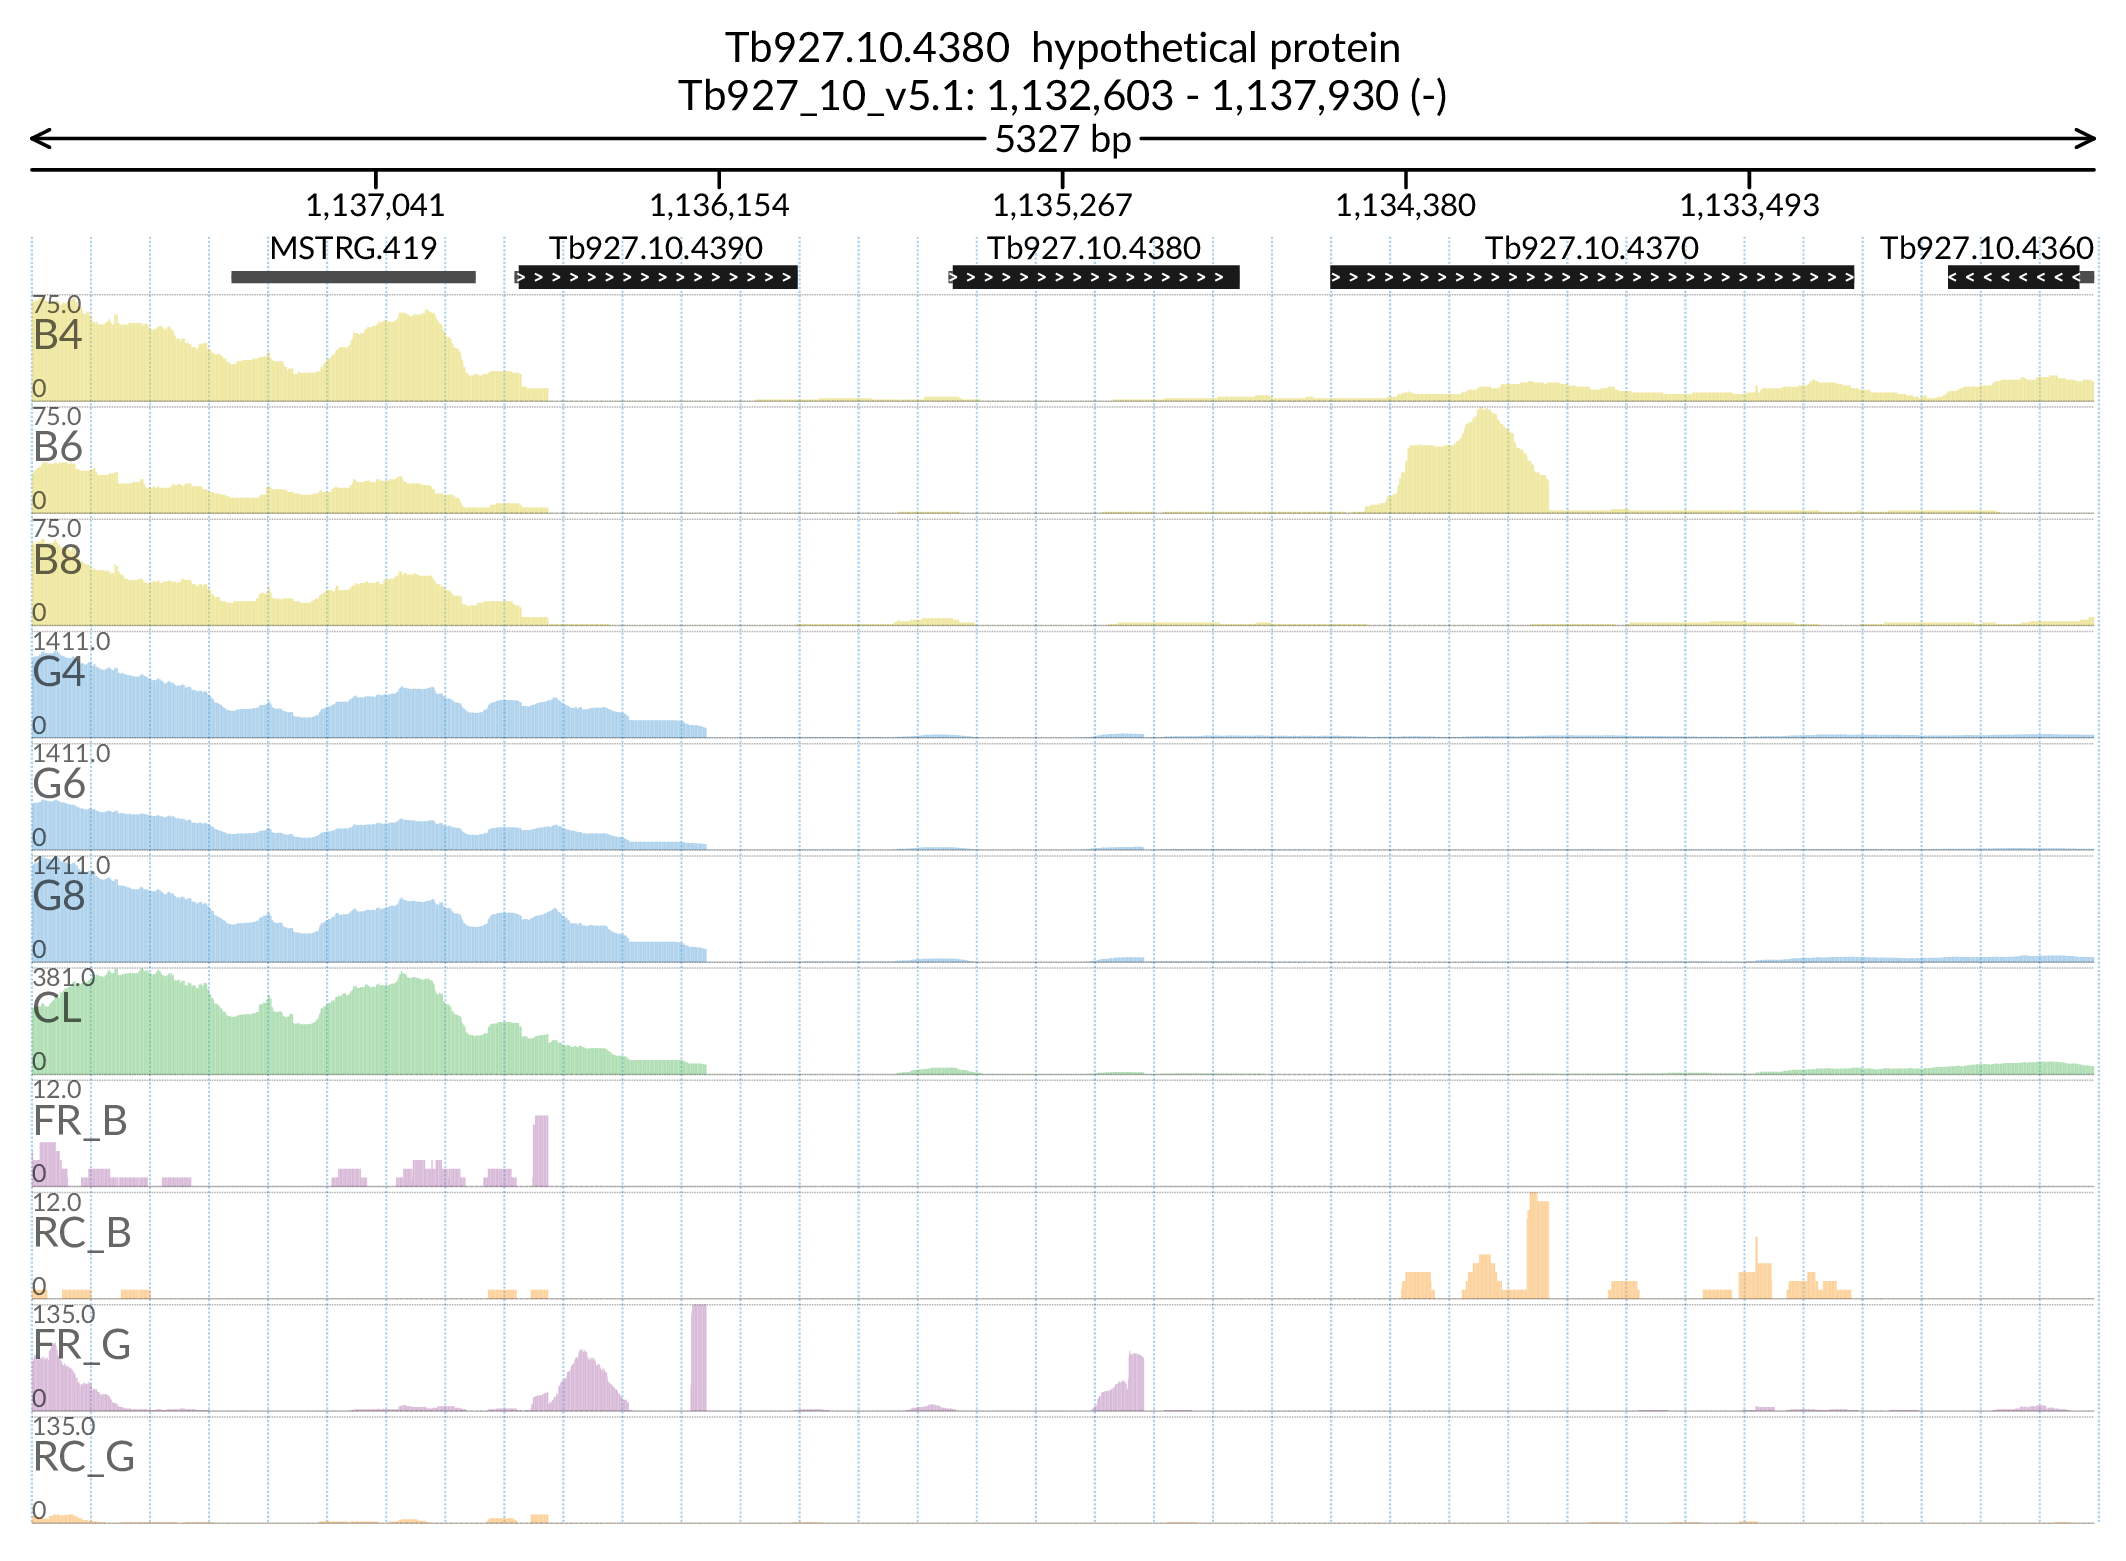 Tb927.10.4380 hypothetical protein
Tb927_10_v5.1: 1,132,603 - 1,137,930 (-)
5327 bp
1,137,041 1,136,154 1,135,267 1,134,380 1,133,493
MSTRG.419 Tb927.10.4390 Tb927.10.4380 Tb927.10.4370 Tb927.10.4360
75.0
B4
0
75.0
B6
0
75.0
B8
0
1411.0
G4
0
1411.0
G6
0
1411.0
G8
0
381.0
CL
0
12.0
FR_B
0
12.0
RC_B
0
135.0
FR_G
0
135.0
RC_G
0